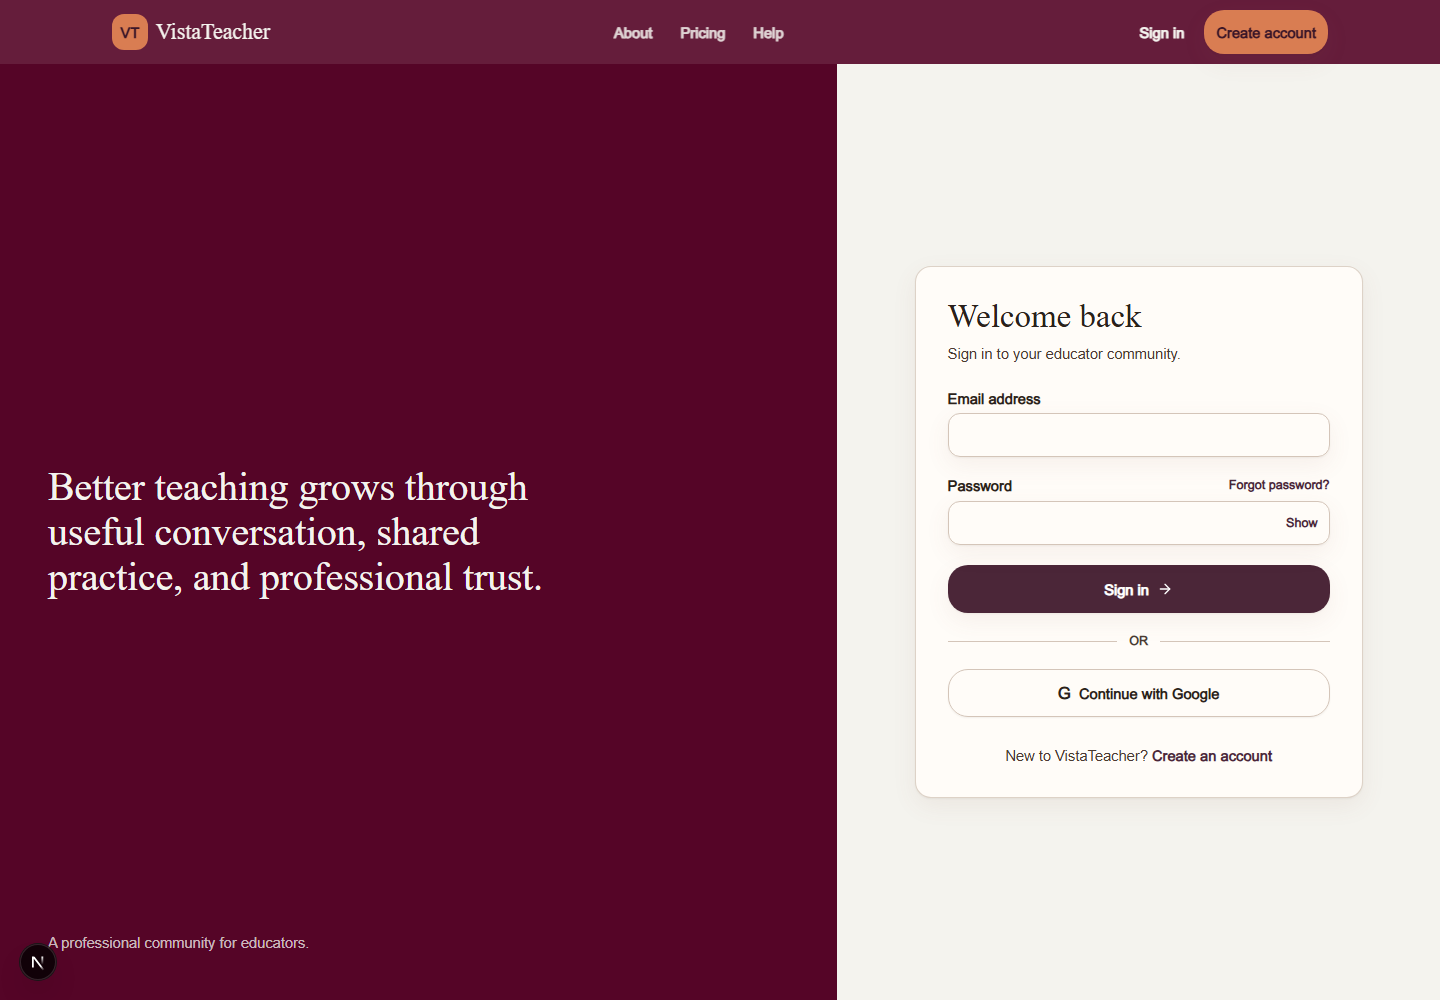 VT VistaTeacher
About Pricing Help
Sign in Create account
Better teaching grows through
useful conversation, shared
practice, and professional trust.
A professional community for educators.
N
Welcome back
Sign in to your educator community.
Email address
Password Forgot password?
Show
Sign in →
OR
G Continue with Google
New to VistaTeacher? Create an account